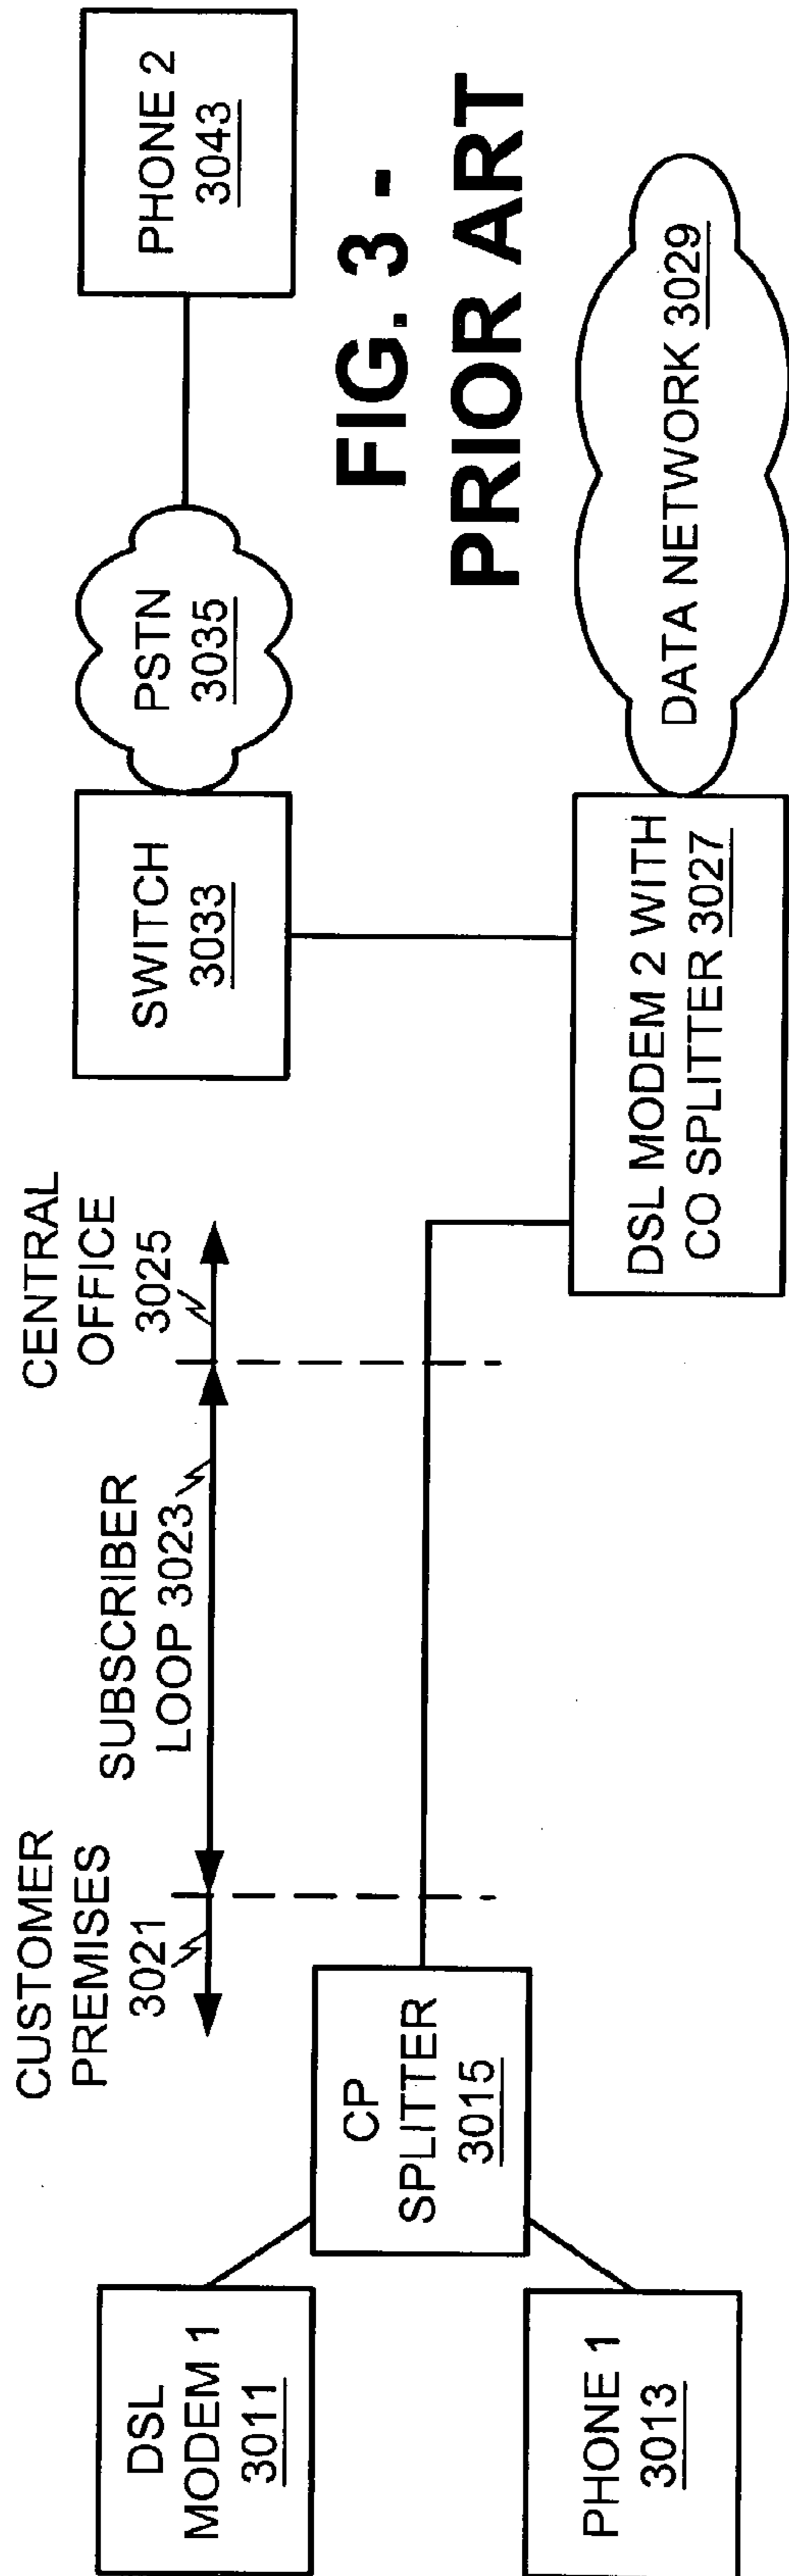 CUSTOMER
PREMISES
3021
SUBSCRIBER
LOOP 3023
CENTRAL
OFFICE
3025
DSL
MODEM 1
3011
PHONE 1
3013
CP
SPLITTER
3015
SWITCH
3033
PSTN
3035
PHONE 2
3043
DSL MODEM 2 WITH
CO SPLITTER 3027
DATA NETWORK 3029
FIG. 3 -
PRIOR ART